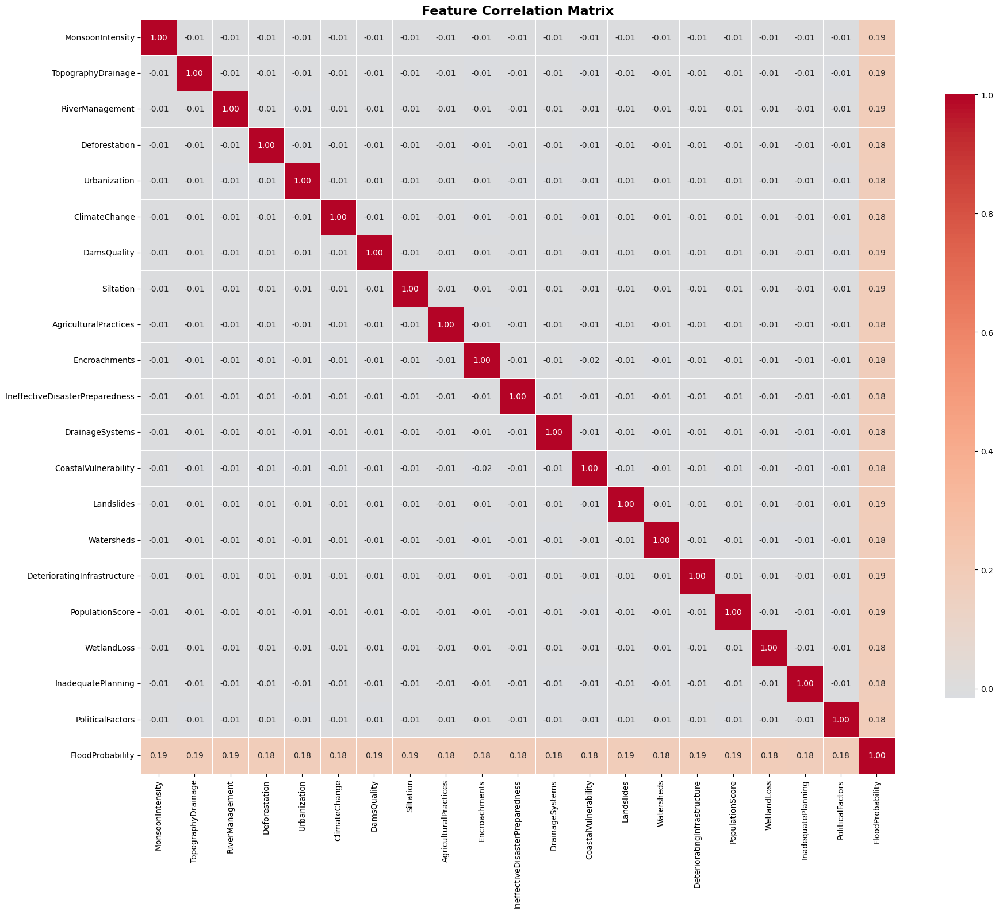 Feature Correlation Matrix
MonsoonIntensity 1.00 -0.01 -0.01 -0.01 -0.01 -0.01 -0.01 -0.01 -0.01 -0.01 -0.01 -0.01 -0.01 -0.01 -0.01 -0.01 -0.01 -0.01 -0.01 -0.01 0.19
TopographyDrainage -0.01 1.00 -0.01 -0.01 -0.01 -0.01 -0.01 -0.01 -0.01 -0.01 -0.01 -0.01 -0.01 -0.01 -0.01 -0.01 -0.01 -0.01 -0.01 -0.01 0.19
RiverManagement -0.01 -0.01 1.00 -0.01 -0.01 -0.01 -0.01 -0.01 -0.01 -0.01 -0.01 -0.01 -0.01 -0.01 -0.01 -0.01 -0.01 -0.01 -0.01 -0.01 0.19
Deforestation -0.01 -0.01 -0.01 1.00 -0.01 -0.01 -0.01 -0.01 -0.01 -0.01 -0.01 -0.01 -0.01 -0.01 -0.01 -0.01 -0.01 -0.01 -0.01 -0.01 0.18
Urbanization -0.01 -0.01 -0.01 -0.01 1.00 -0.01 -0.01 -0.01 -0.01 -0.01 -0.01 -0.01 -0.01 -0.01 -0.01 -0.01 -0.01 -0.01 -0.01 -0.01 0.18
ClimateChange -0.01 -0.01 -0.01 -0.01 -0.01 1.00 -0.01 -0.01 -0.01 -0.01 -0.01 -0.01 -0.01 -0.01 -0.01 -0.01 -0.01 -0.01 -0.01 -0.01 0.18
DamsQuality -0.01 -0.01 -0.01 -0.01 -0.01 -0.01 1.00 -0.01 -0.01 -0.01 -0.01 -0.01 -0.01 -0.01 -0.01 -0.01 -0.01 -0.01 -0.01 -0.01 0.19
Siltation -0.01 -0.01 -0.01 -0.01 -0.01 -0.01 -0.01 1.00 -0.01 -0.01 -0.01 -0.01 -0.01 -0.01 -0.01 -0.01 -0.01 -0.01 -0.01 -0.01 0.19
AgriculturalPractices -0.01 -0.01 -0.01 -0.01 -0.01 -0.01 -0.01 -0.01 1.00 -0.01 -0.01 -0.01 -0.01 -0.01 -0.01 -0.01 -0.01 -0.01 -0.01 -0.01 0.18
Encroachments -0.01 -0.01 -0.01 -0.01 -0.01 -0.01 -0.01 -0.01 -0.01 1.00 -0.01 -0.01 -0.02 -0.01 -0.01 -0.01 -0.01 -0.01 -0.01 -0.01 0.18
IneffectiveDisasterPreparedness -0.01 -0.01 -0.01 -0.01 -0.01 -0.01 -0.01 -0.01 -0.01 -0.01 1.00 -0.01 -0.01 -0.01 -0.01 -0.01 -0.01 -0.01 -0.01 -0.01 0.18
DrainageSystems -0.01 -0.01 -0.01 -0.01 -0.01 -0.01 -0.01 -0.01 -0.01 -0.01 -0.01 1.00 -0.01 -0.01 -0.01 -0.01 -0.01 -0.01 -0.01 -0.01 0.18
CoastalVulnerability -0.01 -0.01 -0.01 -0.01 -0.01 -0.01 -0.01 -0.01 -0.01 -0.02 -0.01 -0.01 1.00 -0.01 -0.01 -0.01 -0.01 -0.01 -0.01 -0.01 0.18
Landslides -0.01 -0.01 -0.01 -0.01 -0.01 -0.01 -0.01 -0.01 -0.01 -0.01 -0.01 -0.01 -0.01 1.00 -0.01 -0.01 -0.01 -0.01 -0.01 -0.01 0.19
Watersheds -0.01 -0.01 -0.01 -0.01 -0.01 -0.01 -0.01 -0.01 -0.01 -0.01 -0.01 -0.01 -0.01 -0.01 1.00 -0.01 -0.01 -0.01 -0.01 -0.01 0.18
DeterioratingInfrastructure -0.01 -0.01 -0.01 -0.01 -0.01 -0.01 -0.01 -0.01 -0.01 -0.01 -0.01 -0.01 -0.01 -0.01 -0.01 1.00 -0.01 -0.01 -0.01 -0.01 0.19
PopulationScore -0.01 -0.01 -0.01 -0.01 -0.01 -0.01 -0.01 -0.01 -0.01 -0.01 -0.01 -0.01 -0.01 -0.01 -0.01 -0.01 1.00 -0.01 -0.01 -0.01 0.19
WetlandLoss -0.01 -0.01 -0.01 -0.01 -0.01 -0.01 -0.01 -0.01 -0.01 -0.01 -0.01 -0.01 -0.01 -0.01 -0.01 -0.01 -0.01 1.00 -0.01 -0.01 0.18
InadequatePlanning -0.01 -0.01 -0.01 -0.01 -0.01 -0.01 -0.01 -0.01 -0.01 -0.01 -0.01 -0.01 -0.01 -0.01 -0.01 -0.01 -0.01 -0.01 1.00 -0.01 0.18
PoliticalFactors -0.01 -0.01 -0.01 -0.01 -0.01 -0.01 -0.01 -0.01 -0.01 -0.01 -0.01 -0.01 -0.01 -0.01 -0.01 -0.01 -0.01 -0.01 -0.01 1.00 0.18
FloodProbability 0.19 0.19 0.19 0.18 0.18 0.18 0.19 0.19 0.18 0.18 0.18 0.18 0.18 0.19 0.18 0.19 0.19 0.18 0.18 0.18 1.00
MonsoonIntensity
TopographyDrainage
RiverManagement
Deforestation
Urbanization
ClimateChange
DamsQuality
Siltation
AgriculturalPractices
Encroachments
IneffectiveDisasterPreparedness
DrainageSystems
CoastalVulnerability
Landslides
Watersheds
DeterioratingInfrastructure
PopulationScore
WetlandLoss
InadequatePlanning
PoliticalFactors
FloodProbability
1.0
0.8
0.6
0.4
0.2
0.0